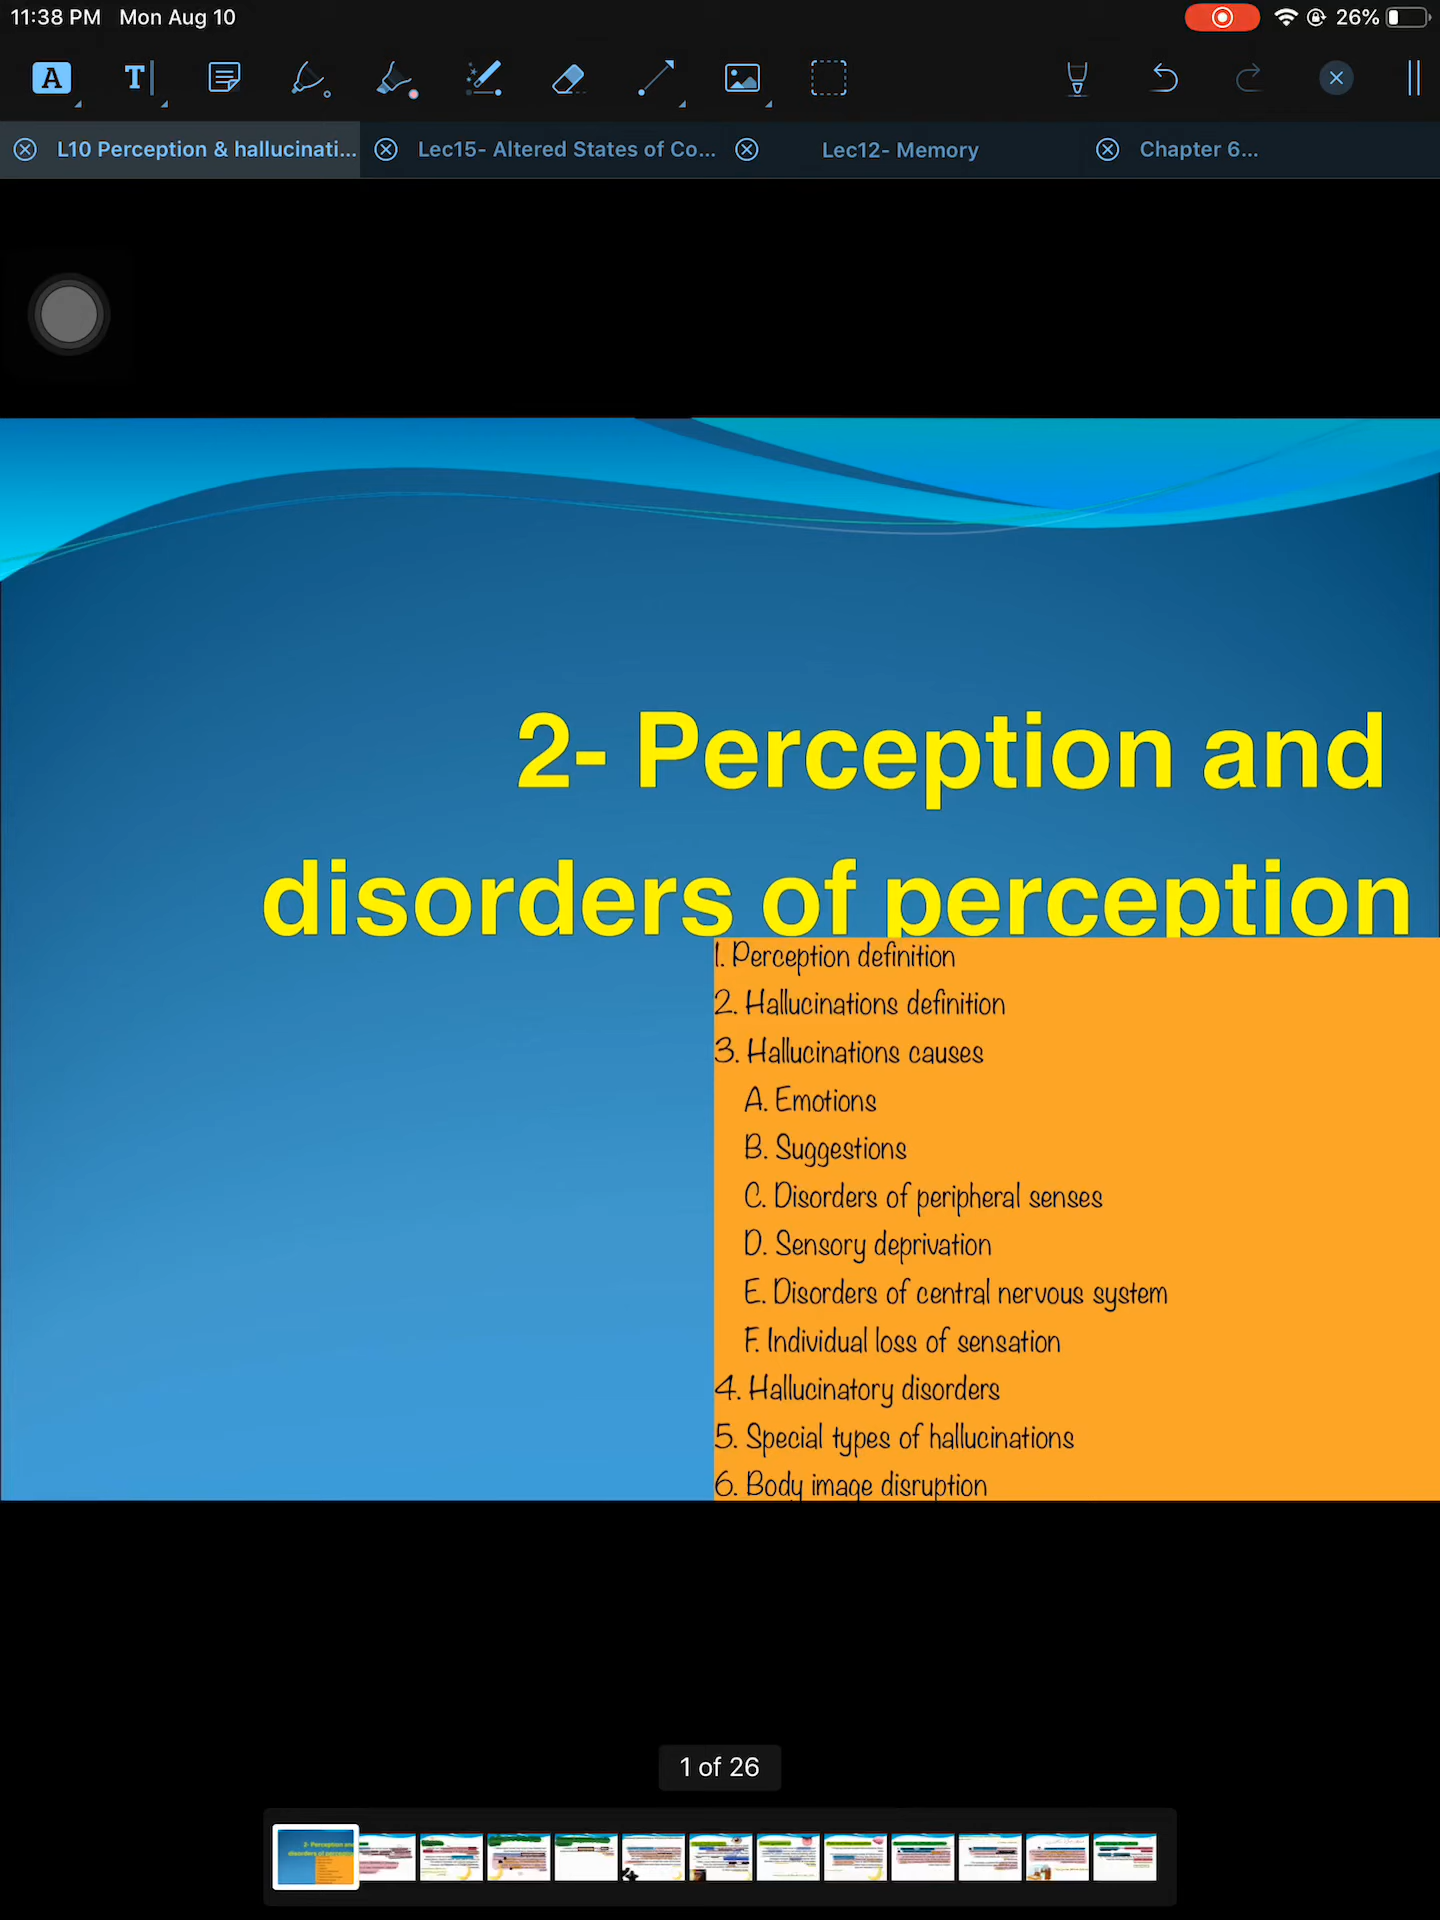 11:38 PM Mon Aug 10
26%
A
T
L10 Perception & hallucinati...
Lec15- Altered States of Co...
Lec12- Memory
Chapter 6...
2- Perception and
disorders of perception
1. Perception definition
2. Hallucinations definition
3. Hallucinations causes
A. Emotions
B. Suggestions
C. Disorders of peripheral senses
D. Sensory deprivation
E. Disorders of central nervous system
F. Individual loss of sensation
4. Hallucinatory disorders
5. Special types of hallucinations
6. Body image disruption
1 of 26